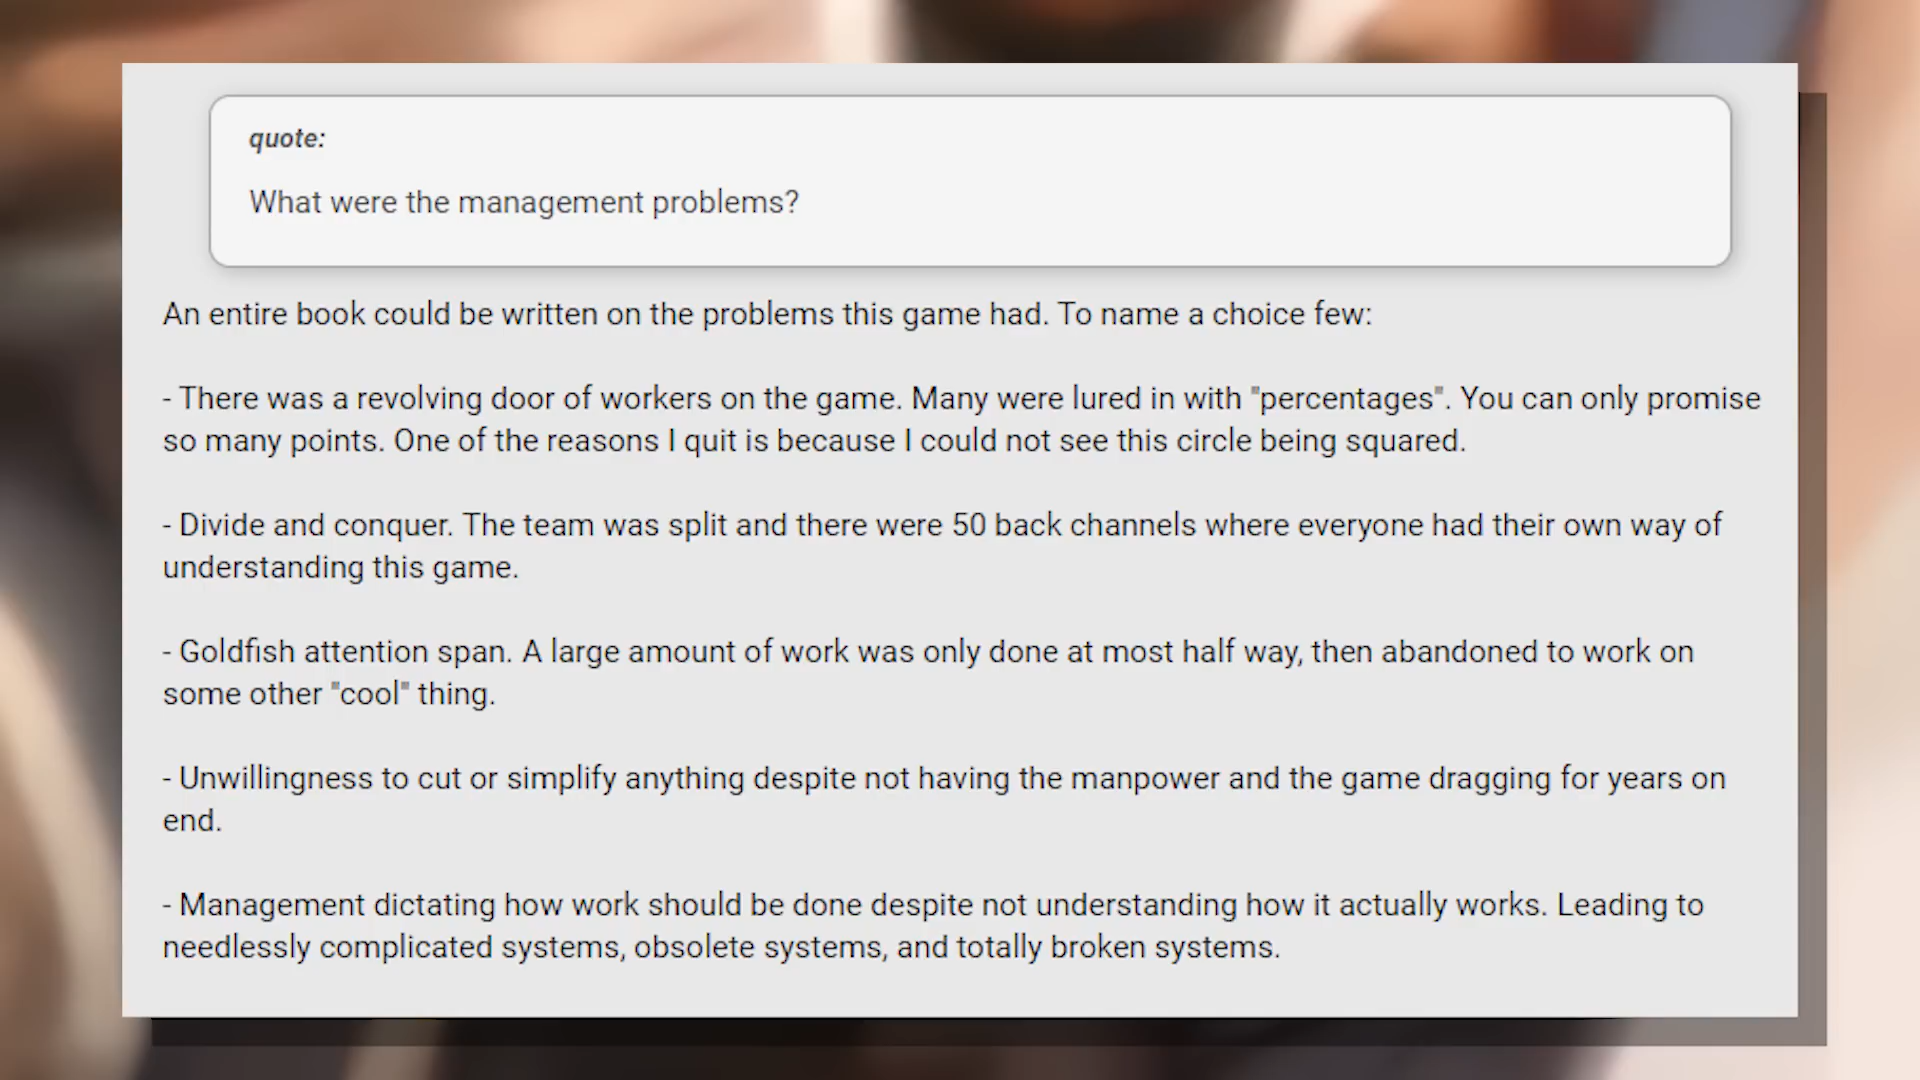 quote:
What were the management problems?
An entire book could be written on the problems this game had. To name a choice few:
- There was a revolving door of workers on the game. Many were lured in with "percentages". You can only promise
so many points. One of the reasons I quit is because I could not see this circle being squared.
- Divide and conquer. The team was split and there were 50 back channels where everyone had their own way of
understanding this game.
- Goldfish attention span. A large amount of work was only done at most half way, then abandoned to work on
some other "cool" thing.
- Unwillingness to cut or simplify anything despite not having the manpower and the game dragging for years on
end.
- Management dictating how work should be done despite not understanding how it actually works. Leading to
needlessly complicated systems, obsolete systems, and totally broken systems.